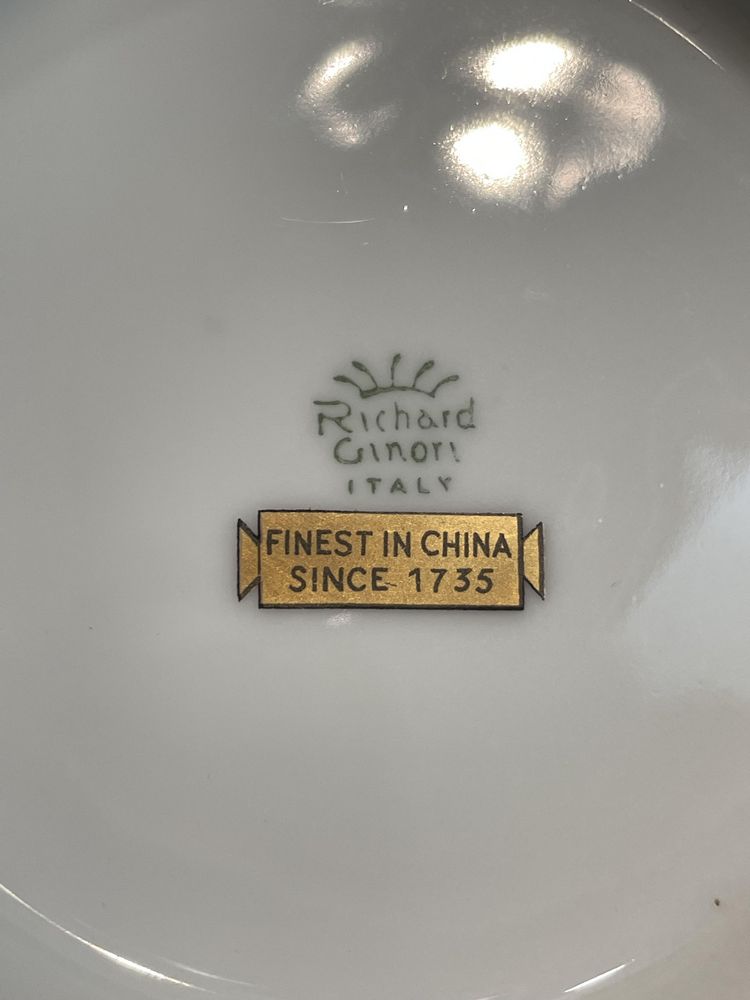 Richard
Ginori
ITALY
FINEST IN CHINA
SINCE 1735